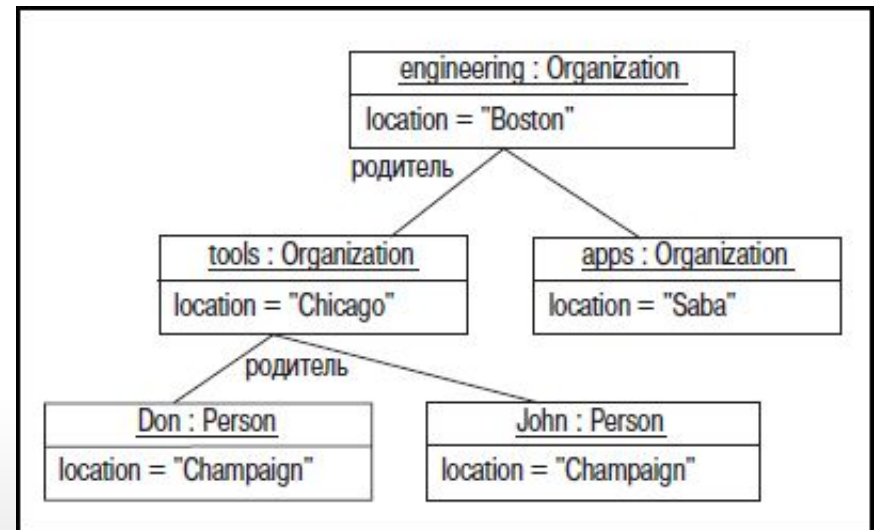 engineering : Organization
location = "Boston"
родитель
tools : Organization
apps : Organization
location = "Chicago"
location = "Saba"
родитель
Don : Person
John : Person
location = "Champaign"
location = "Champaign"